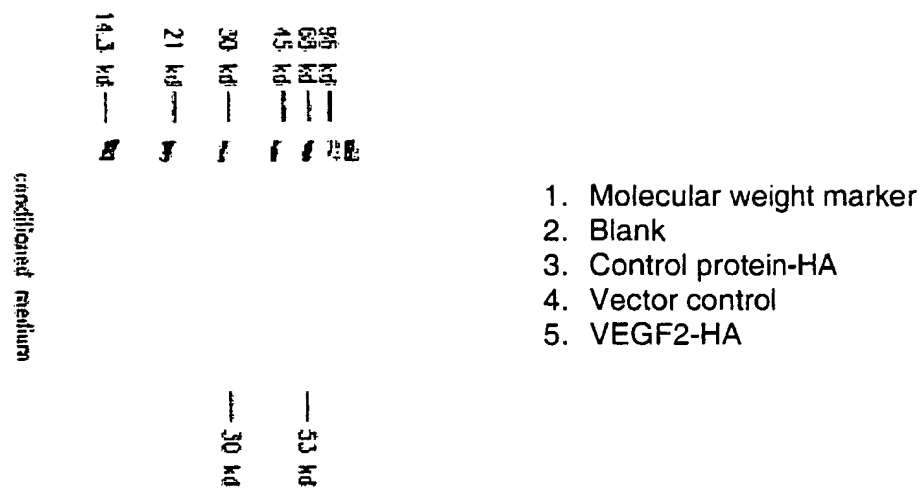 14.3 kd
21 kd
30 kd
45 kd
68 kd
96 kd
conditioned medium
1. Molecular weight marker
2. Blank
3. Control protein-HA
4. Vector control
5. VEGF2-HA
30 kd
53 kd